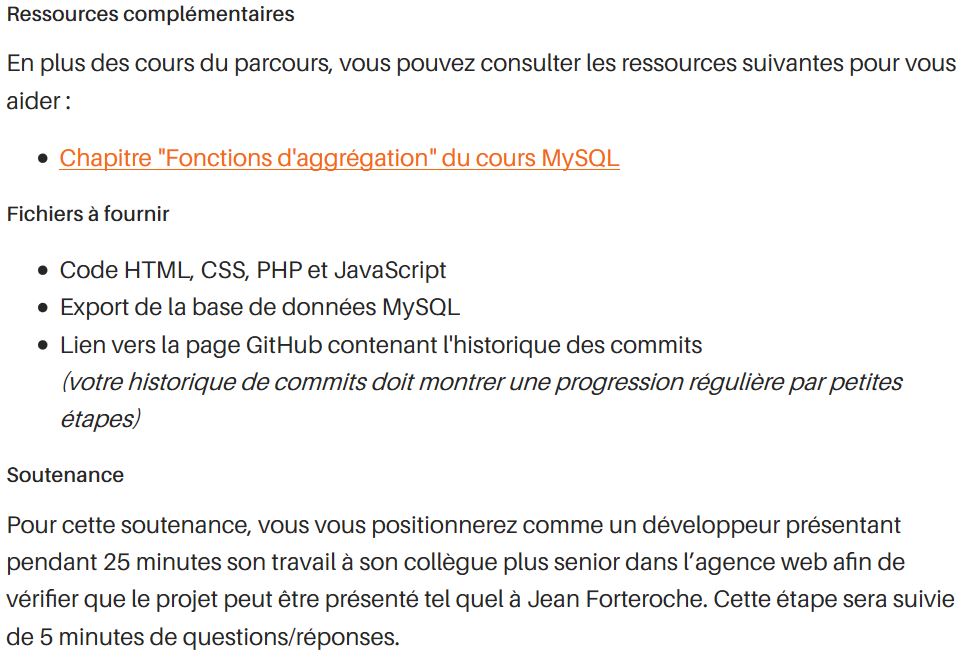 Ressources complémentaires
En plus des cours du parcours, vous pouvez consulter les ressources suivantes pour vous
aider :
• Chapitre "Fonctions d'aggrégation" du cours MySQL
Fichiers à fournir
• Code HTML, CSS, PHP et JavaScript
• Export de la base de données MySQL
• Lien vers la page GitHub contenant l'historique des commits
(votre historique de commits doit montrer une progression régulière par petites
étapes)
Soutenance
Pour cette soutenance, vous vous positionnerez comme un développeur présentant
pendant 25 minutes son travail à son collègue plus senior dans l’agence web afin de
vérifier que le projet peut être présenté tel quel à Jean Forteroche. Cette étape sera suivie
de 5 minutes de questions/réponses.